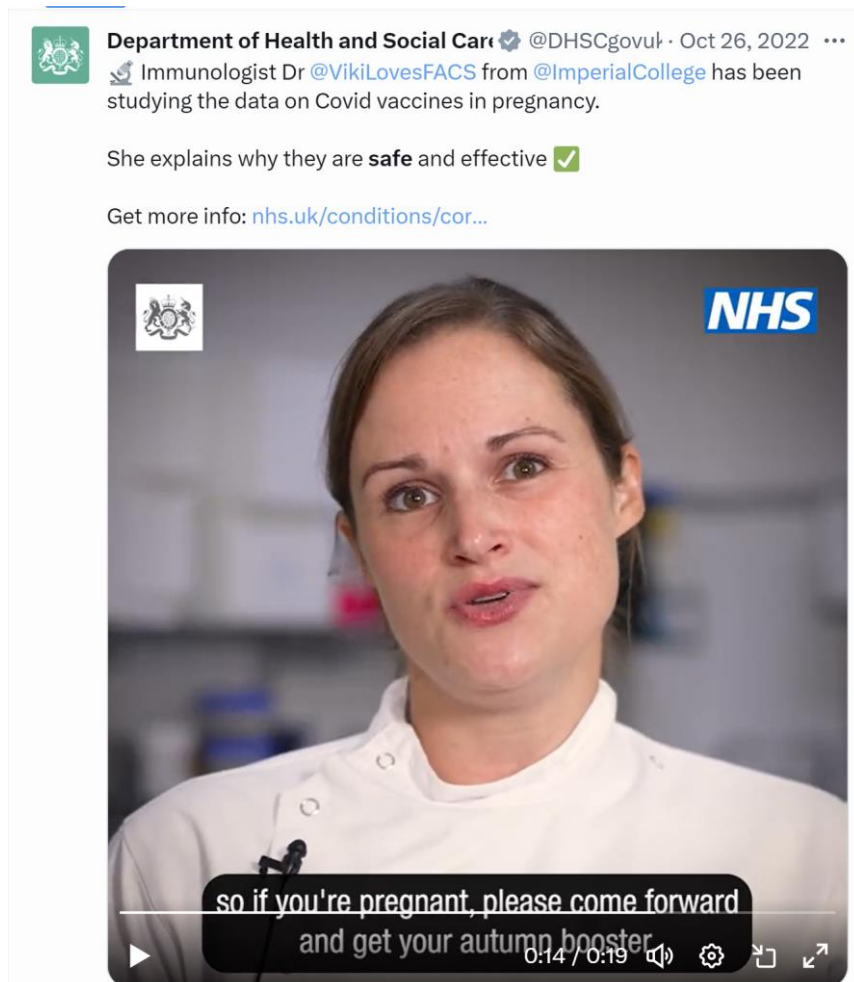 Department of Health and Social Car @DHSCgovuk · Oct 26, 2022 ...
Immunologist Dr @VikiLovesFACS from @ImperialCollege has been
studying the data on Covid vaccines in pregnancy.
She explains why they are safe and effective
Get more info: nhs.uk/conditions/cor...
NHS
so if you're pregnant, please come forward
and get your autumn booster
0:14 / 0:19